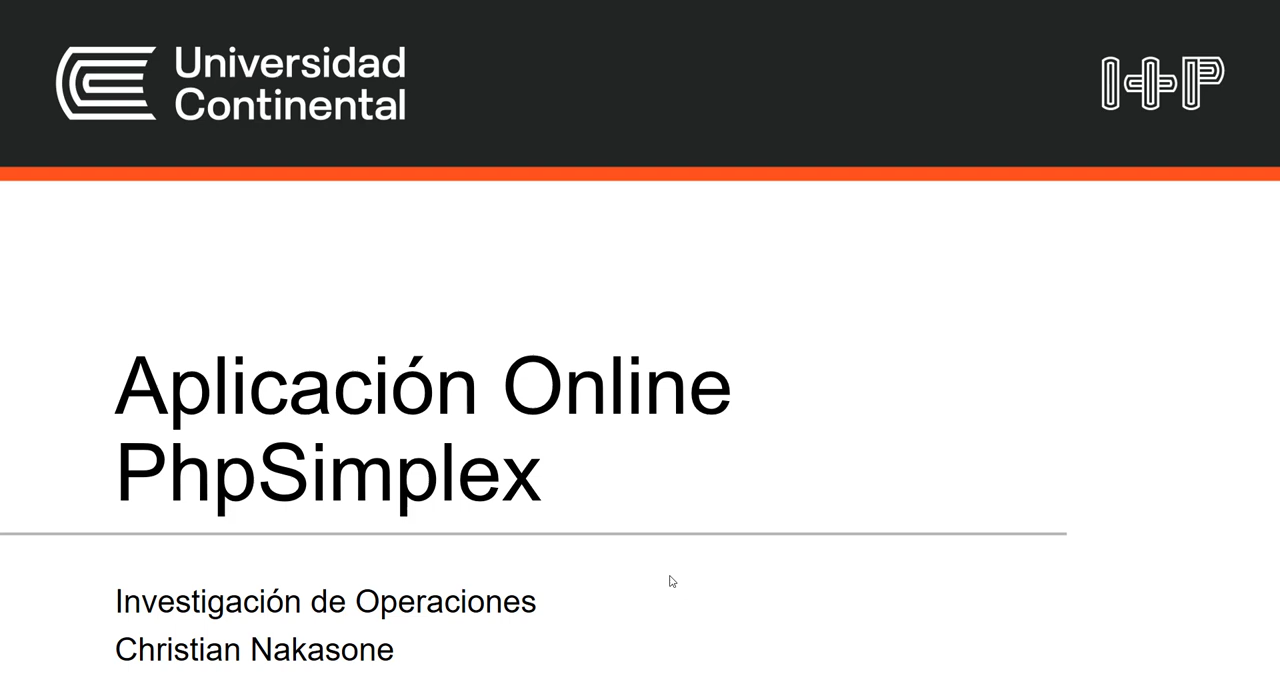 Universidad
Continental
I+P
Aplicación Online
PhpSimplex
Investigación de Operaciones
Christian Nakasone